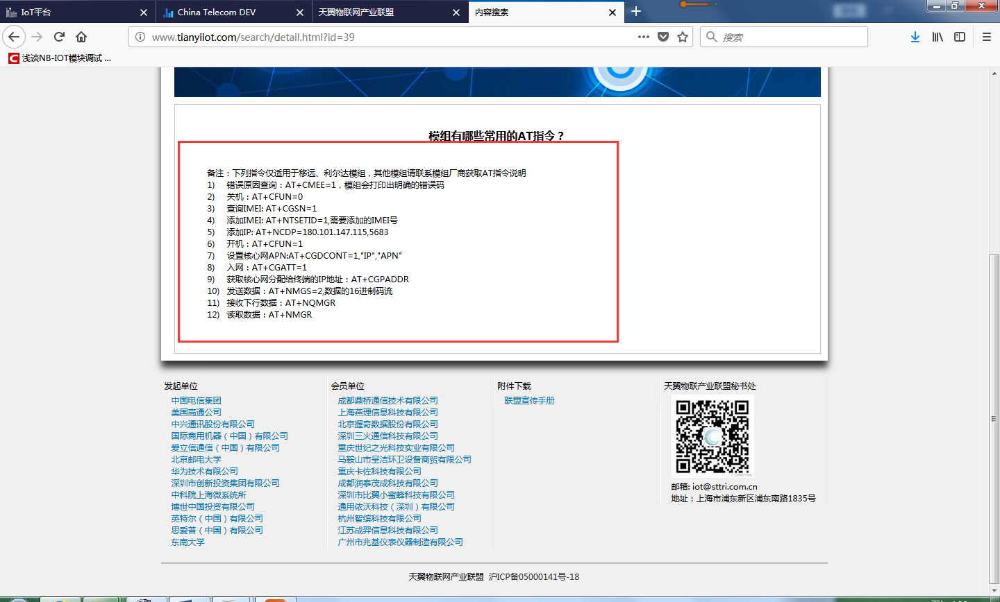 IoT平台
China Telecom DEV
天翼物联网产业联盟
内容搜索
www.tianyiiot.com/search/detail.html?id=39
搜索
浅谈NB-IOT模块调试 ...
模组有哪些常用的AT指令？
备注：下列指令仅适用于移远、利尔达模组，其他模组请联系模组厂商获取AT指令说明
1) 错误原因查询：AT+CMEE=1，模组会打印出明确的错误码
2) 关机：AT+CFUN=0
3) 查询IMEI: AT+CGSN=1
4) 添加IMEI: AT+NTSETID=1,需要添加的IMEI号
5) 添加IP: AT+NCDP=180.101.147.115,5683
6) 开机：AT+CFUN=1
7) 设置核心网APN:AT+CGDCONT=1,"IP","APN"
8) 入网：AT+CGATT=1
9) 获取核心网分配给终端的IP地址：AT+CGPADDR
10) 发送数据：AT+NMGS=2,数据的16进制码流
11) 接收下行数据：AT+NQMGR
12) 读取数据：AT+NMGR
发起单位
中国电信集团
美国高通公司
中兴通讯股份有限公司
国际商用机器（中国）有限公司
爱立信通信（中国）有限公司
北京邮电大学
华为技术有限公司
深圳市创新投资集团有限公司
中科院上海微系统所
博世中国投资有限公司
英特尔（中国）有限公司
思爱普（中国）有限公司
东南大学
会员单位
成都鼎桥通信技术有限公司
上海燕理信息科技有限公司
北京握奇数据股份有限公司
深圳三火通信科技有限公司
重庆世纪之光科技实业有限公司
马鞍山市呈洁环卫设备商贸有限公司
重庆卡佐科技有限公司
成都润泰茂成科技有限公司
深圳市比翼小蜜蜂科技有限公司
通用依沃科技（深圳）有限公司
杭州智缤科技有限公司
江苏成羿信息科技有限公司
广州市兆基仪表仪器制造有限公司
附件下载
联盟宣传手册
天翼物联产业联盟秘书处
邮箱: iot@sttri.com.cn
地址：上海市浦东新区浦东南路1835号
天翼物联网产业联盟 沪ICP备05000141号-18